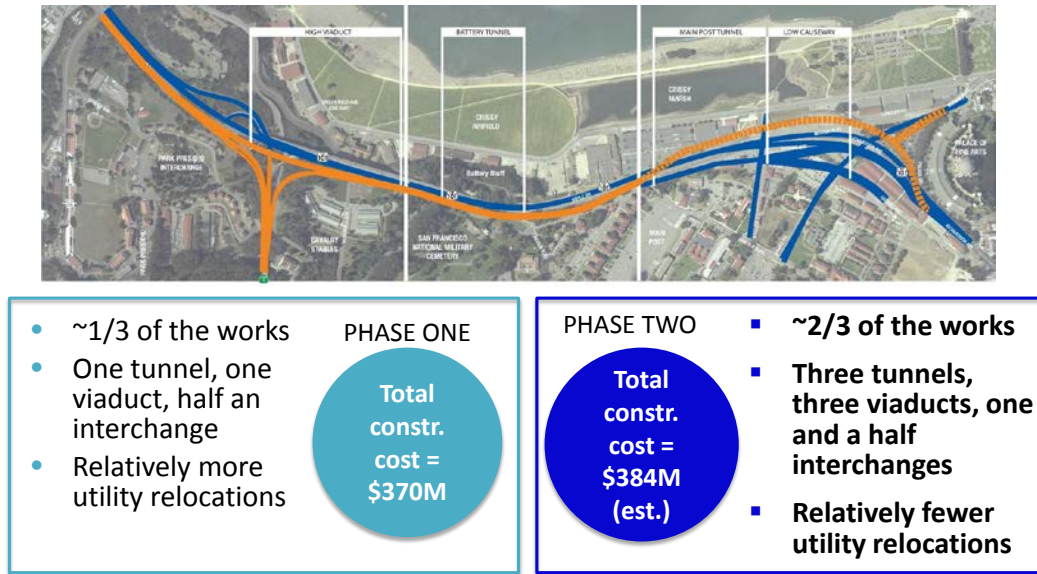 HIGH VIADUCT
BATTERY TUNNEL
MAIN POST TUNNEL
LOW CAUSEWAY
CRISSY
MARSH
CRISSY
AIRFIELD
PARK PRESIDIO
INTERCHANGE
Battery Bluff
PALACE OF
FINE ARTS
CAVALRY
STABLES
SAN FRANCISCO
NATIONAL MILITARY
CEMETERY
MAIN
POST
• ~1/3 of the works
• One tunnel, one
viaduct, half an
interchange
• Relatively more
utility relocations
PHASE ONE
Total
constr.
cost =
$370M
PHASE TWO
Total
constr.
cost =
$384M
(est.)
▪ ~2/3 of the works
▪ Three tunnels,
three viaducts, one
and a half
interchanges
▪ Relatively fewer
utility relocations